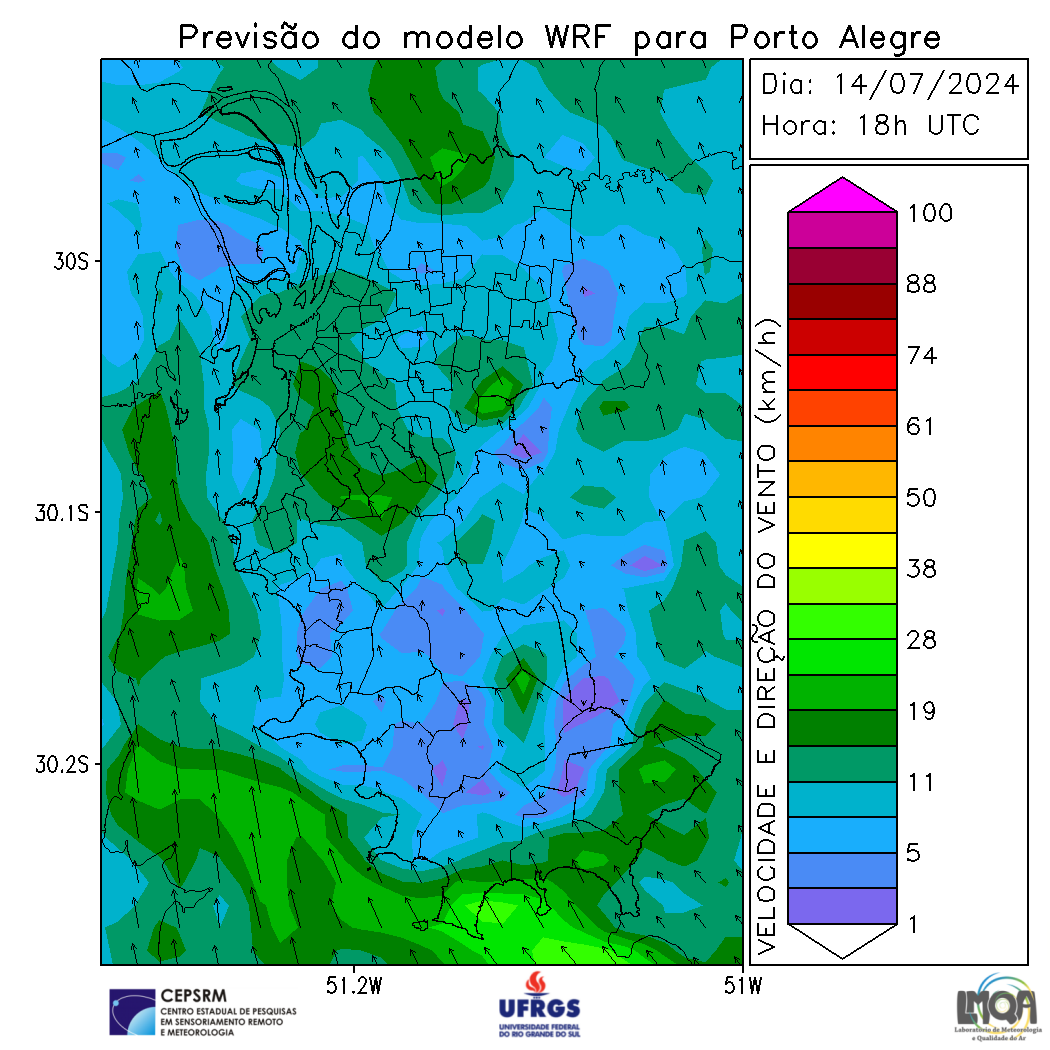 Previsão do modelo WRF para Porto Alegre
Dia: 14/07/2024
Hora: 18h UTC
30S
30.1S
30.2S
51.2W
51W
VELOCIDADE E DIREÇÃO DO VENTO (km/h)
100
88
74
61
50
38
28
19
11
5
1
CEPSRM
CENTRO ESTADUAL DE PESQUISAS
EM SENSORIAMENTO REMOTO
E METEOROLOGIA
UFRGS
UNIVERSIDADE FEDERAL
DO RIO GRANDE DO SUL
LMQA
Laboratório de Meteorologia
e Qualidade do Ar